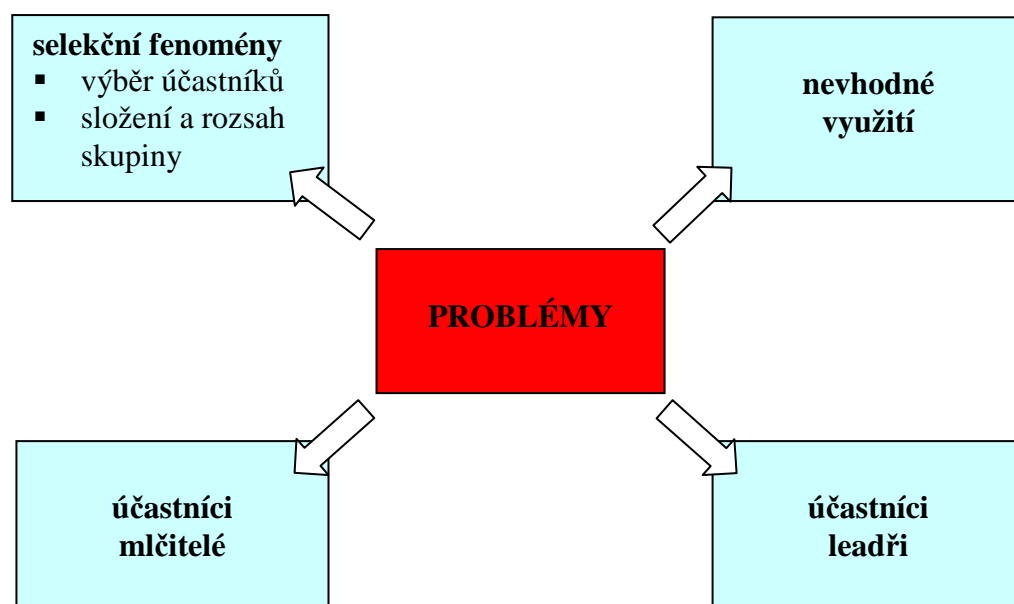 selekční fenomény
▪ výběr účastníků
▪ složení a rozsah
skupiny
nevhodné
využití
PROBLÉMY
účastníci
mlčitelé
účastníci
leadři